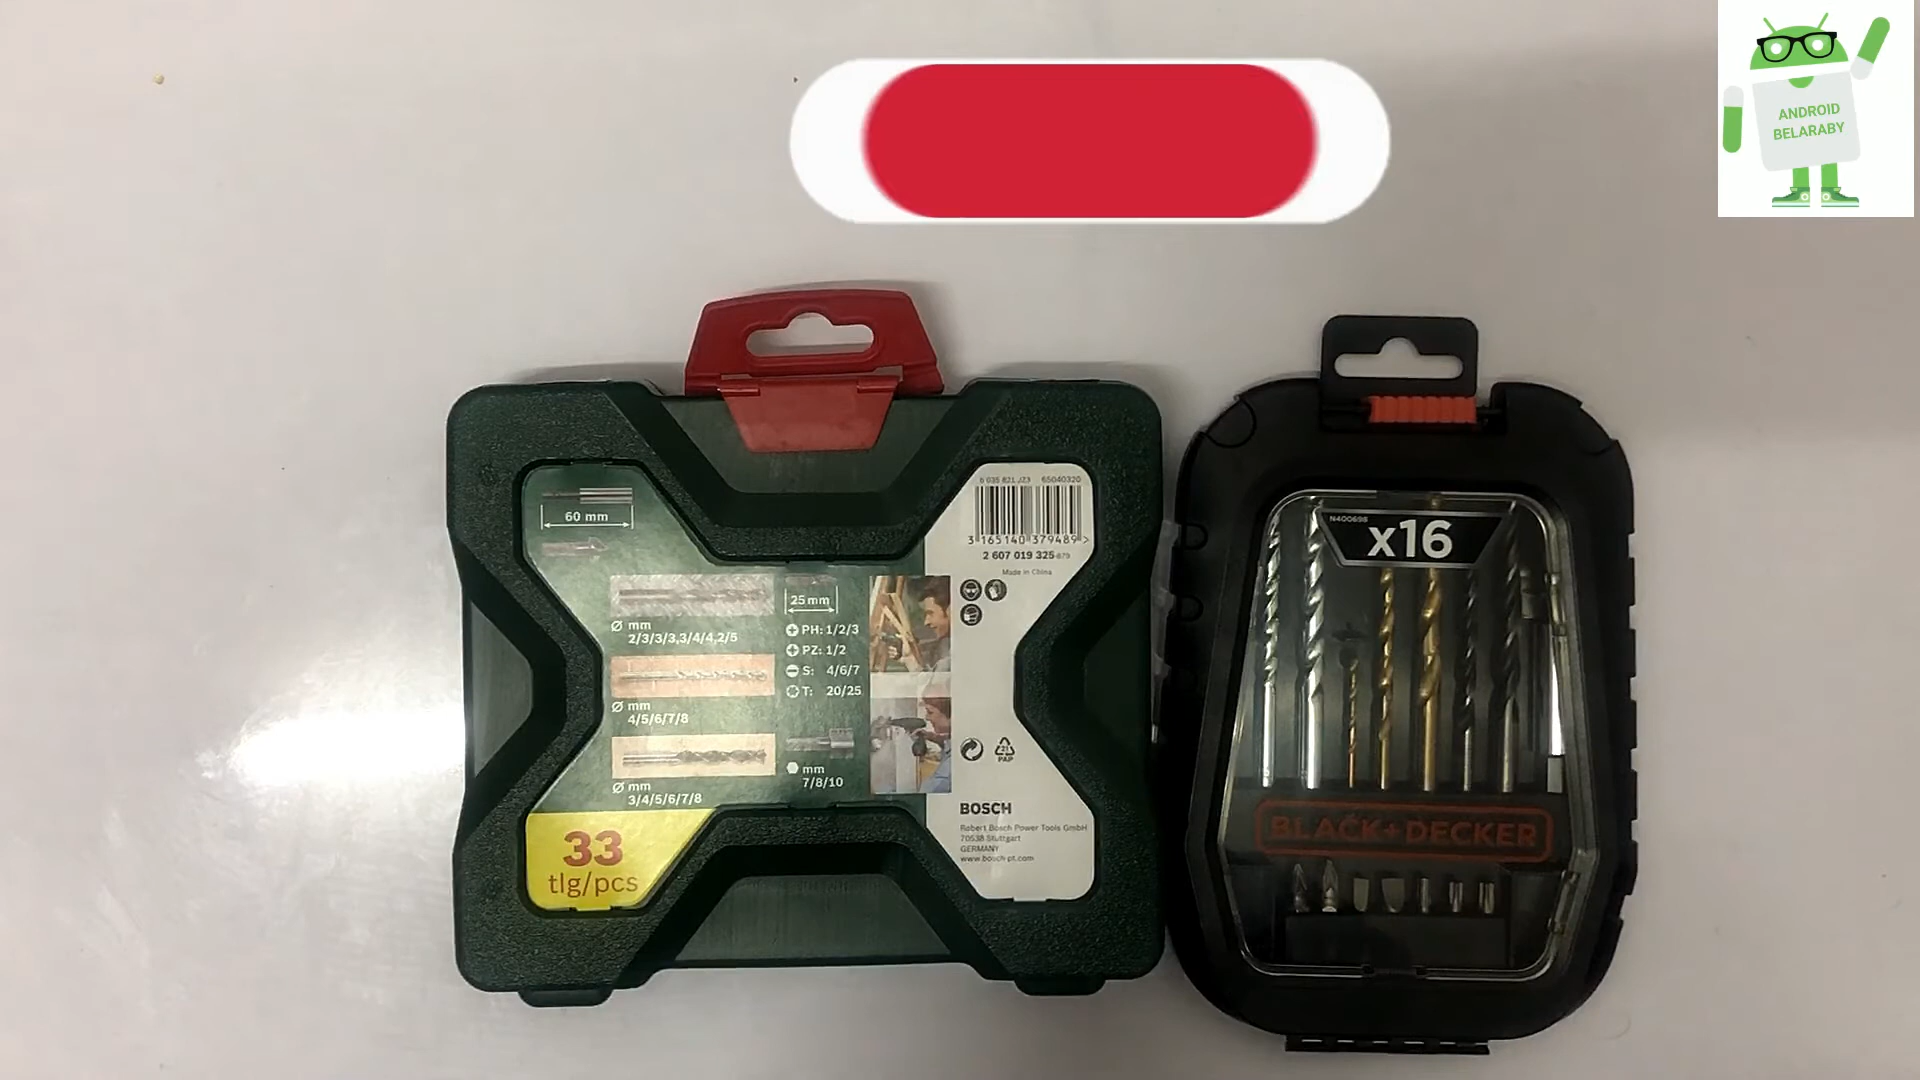 ANDROID
BELARABY
60 mm
Ø mm
2/3/3/3,3/4/4,2/5
Ø mm
4/5/6/7/8
Ø mm
3/4/5/6/7/8
25 mm
PH: 1/2/3
PZ: 1/2
S: 4/6/7
T: 20/25
mm
7/8/10
33
tlg/pcs
65040320
3 165140 379489 >
2 607 019 325
Made in China
PAP
BOSCH
Robert Bosch Power Tools GmbH
70538 Stuttgart
GERMANY
www.bosch-pt.com
N400698
x16
BLACK+DECKER